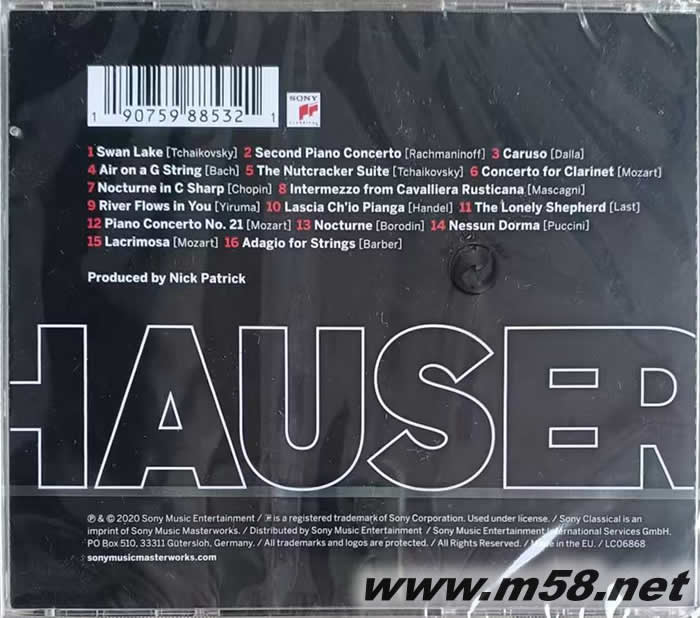 1 90759 88532 1
SONY
CLASSICAL
1 Swan Lake [Tchaikovsky] 2 Second Piano Concerto [Rachmaninoff] 3 Caruso [Dalla]
4 Air on a G String [Bach] 5 The Nutcracker Suite [Tchaikovsky] 6 Concerto for Clarinet [Mozart]
7 Nocturne in C Sharp [Chopin] 8 Intermezzo from Cavalliera Rusticana [Mascagni]
9 River Flows in You [Yiruma] 10 Lascia Ch'io Pianga [Handel] 11 The Lonely Shepherd [Last]
12 Piano Concerto No. 21 [Mozart] 13 Nocturne [Borodin] 14 Nessun Dorma [Puccini]
15 Lacrimosa [Mozart] 16 Adagio for Strings [Barber]
Produced by Nick Patrick
HAUSER
℗ & © 2020 Sony Music Entertainment / is a registered trademark of Sony Corporation. Used under license. / Sony Classical is an
imprint of Sony Music Masterworks. / Distributed by Sony Music Entertainment / Sony Music Entertainment International Services GmbH,
PO Box 510, 33311 Gütersloh, Germany. / All trademarks and logos are protected. / All Rights Reserved. / Made in the EU. / LC06868
sonymusicmasterworks.com
www.m58.net